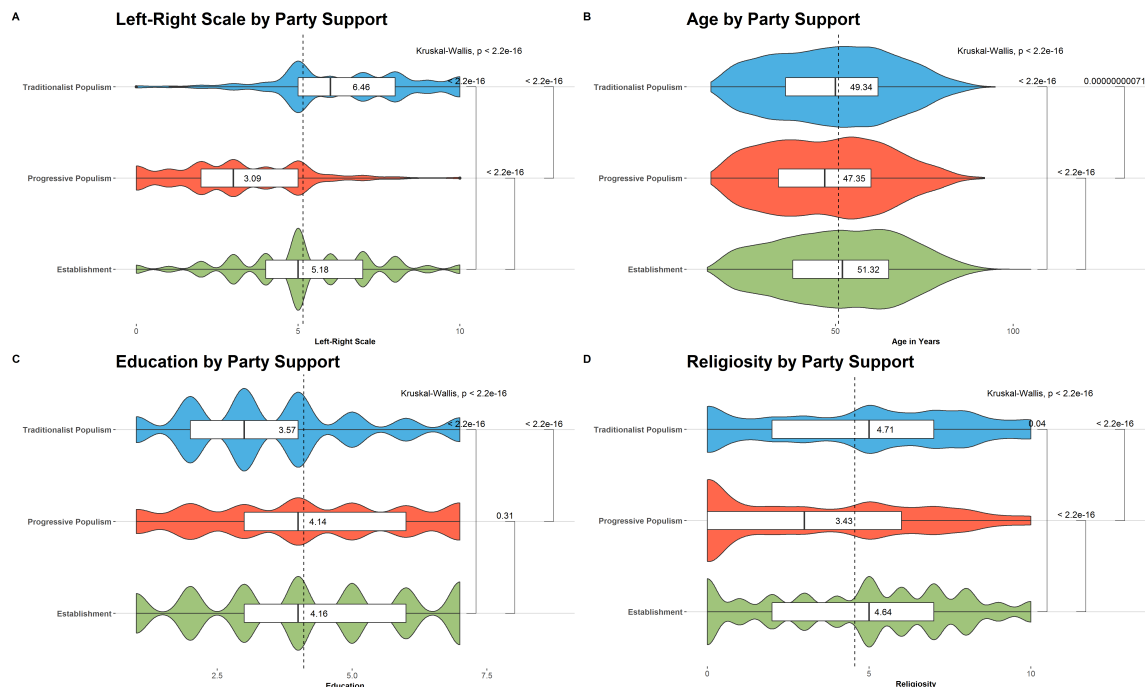 A
Left-Right Scale by Party Support
Kruskal-Wallis, p < 2.2e-16
< 2.2e-16
< 2.2e-16
Traditionalist Populism
6.46
Progressive Populism
3.09
< 2.2e-16
Establishment
5.18
0
5
10
Left-Right Scale
B
Age by Party Support
Kruskal-Wallis, p < 2.2e-16
< 2.2e-16
0.00000000071
Traditionalist Populism
49.34
Progressive Populism
47.35
< 2.2e-16
Establishment
51.32
50
100
Age in Years
C
Education by Party Support
Kruskal-Wallis, p < 2.2e-16
< 2.2e-16
< 2.2e-16
Traditionalist Populism
3.57
Progressive Populism
4.14
0.31
Establishment
4.16
2.5
5.0
7.5
Education
D
Religiosity by Party Support
Kruskal-Wallis, p < 2.2e-16
0.04
< 2.2e-16
Traditionalist Populism
4.71
Progressive Populism
3.43
< 2.2e-16
Establishment
4.64
0
5
10
Religiosity